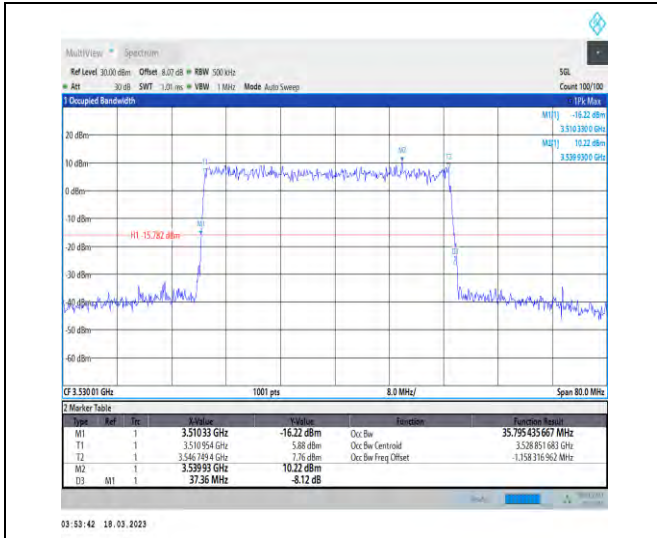 MultiView Spectrum
Ref Level 30.00 dBm Offset 8.07 dB RBW 500 kHz SGL
Att 30 dB SWT 1.01 ms VBW 1 MHz Mode Auto Sweep Count 100/100
1 Occupied Bandwidth 1Pk Max
M1[1] -16.22 dBm
3.510 330 0 GHz
M2[1] 10.22 dBm
3.539 930 0 GHz
20 dBm
10 dBm
T1 M2 T2
0 dBm
-10 dBm
M1
H1 15.782 dBm
-20 dBm
D3
-30 dBm
-40 dBm
-50 dBm
-60 dBm
CF 3.530 01 GHz 1001 pts 8.0 MHz/ Span 80.0 MHz
2 Marker Table
Type Ref Trc X-Value Y-Value Function Function Result
M1 1 3.510 33 GHz -16.22 dBm Occ Bw 35.795 435 667 MHz
T1 1 3.510 954 GHz 5.88 dBm Occ Bw Centroid 3.528 851 683 GHz
T2 1 3.546 749 4 GHz 7.76 dBm Occ Bw Freq Offset -1.158 316 962 MHz
M2 1 3.539 93 GHz 10.22 dBm
D3 M1 1 37.36 MHz -8.12 dB
03:53:42 18.03.2023